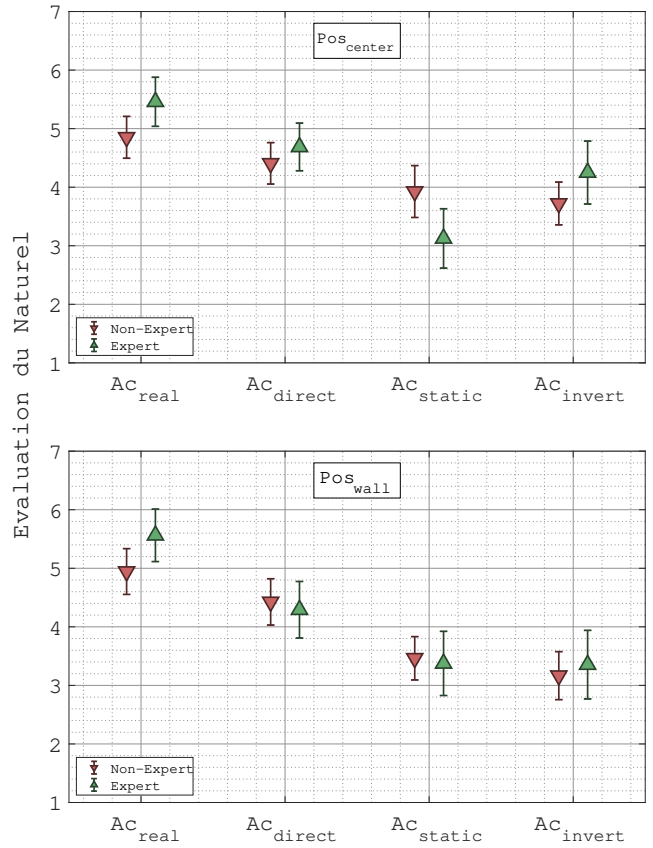 Evaluation du Naturel
7
6
5
4
3
2
1
Pos_center
Non-Expert
Expert
Ac_real Ac_direct Ac_static Ac_invert
7
6
5
4
3
2
1
Pos_wall
Non-Expert
Expert
Ac_real Ac_direct Ac_static Ac_invert